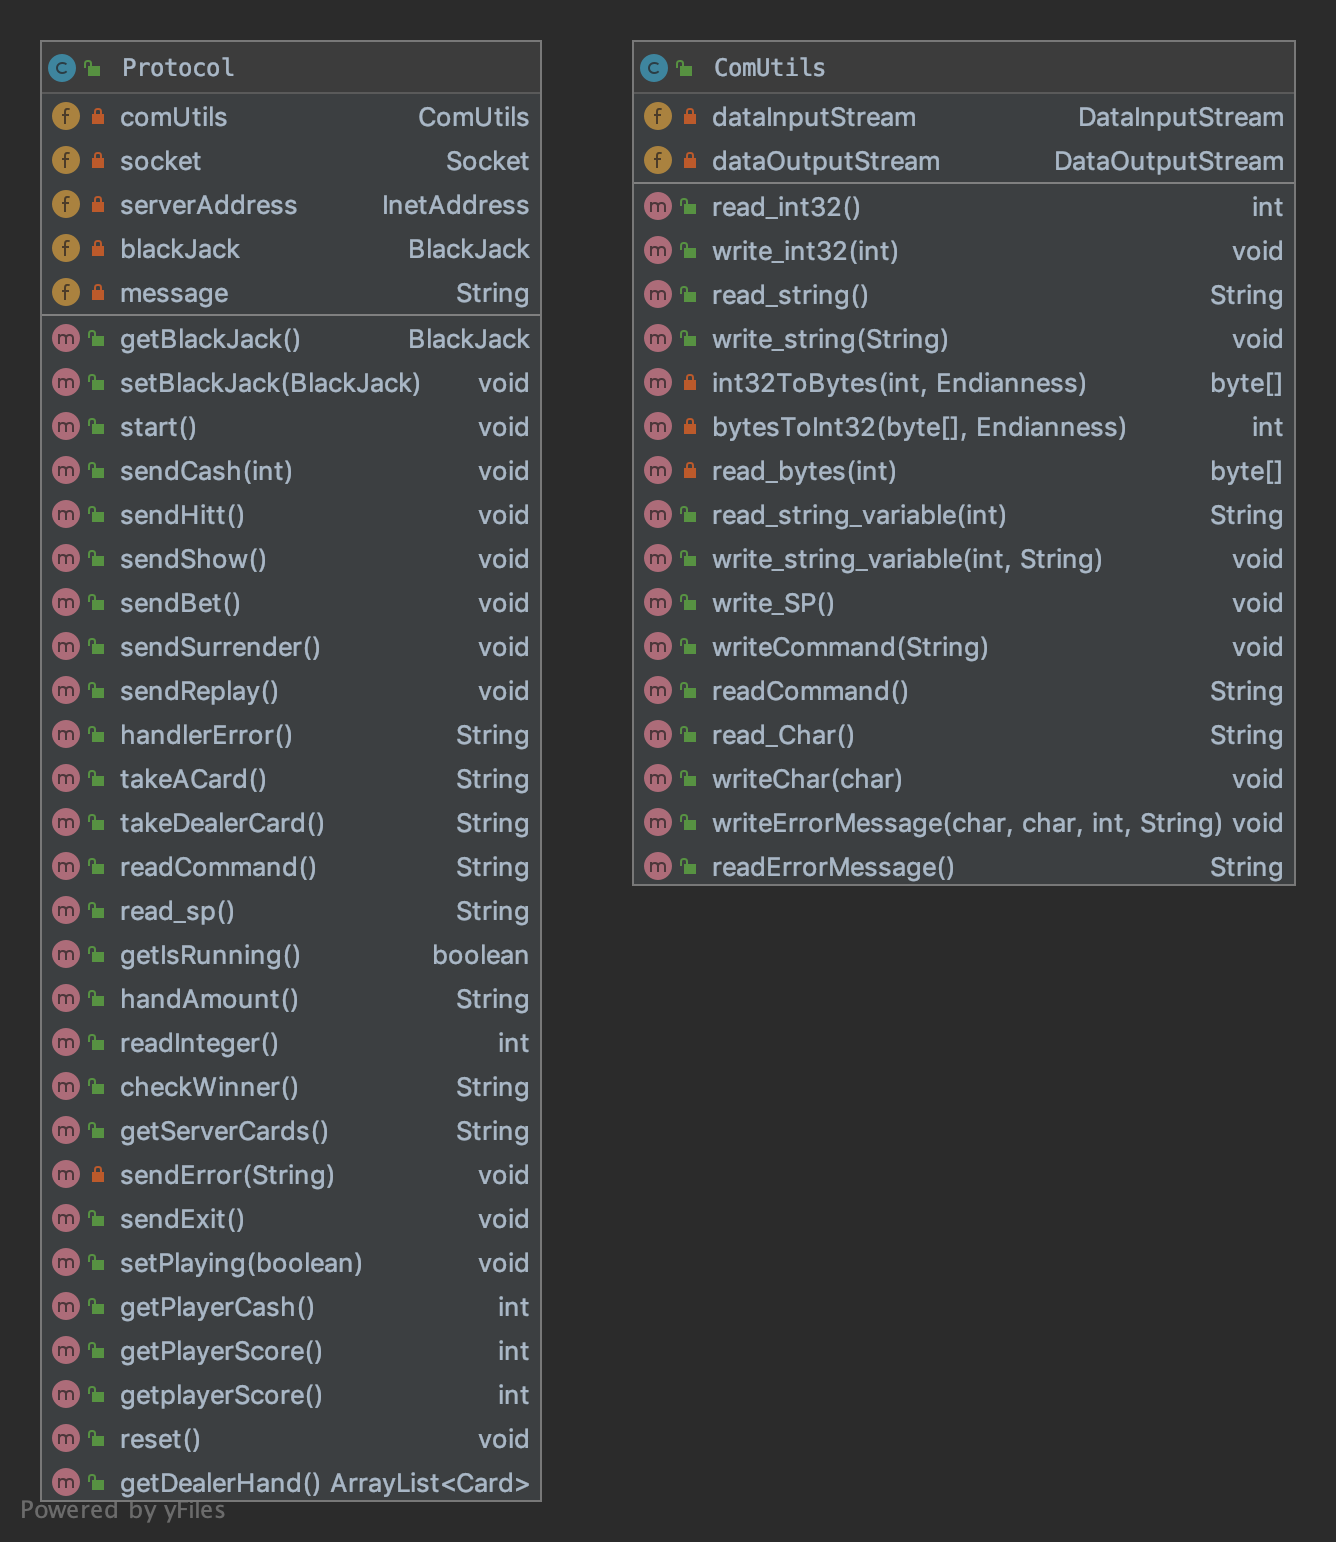 Protocol
comUtils ComUtils
socket Socket
serverAddress InetAddress
blackJack BlackJack
message String
getBlackJack() BlackJack
setBlackJack(BlackJack) void
start() void
sendCash(int) void
sendHitt() void
sendShow() void
sendBet() void
sendSurrender() void
sendReplay() void
handlerError() String
takeACard() String
takeDealerCard() String
readCommand() String
read_sp() String
getIsRunning() boolean
handAmount() String
readInteger() int
checkWinner() String
getServerCards() String
sendError(String) void
sendExit() void
setPlaying(boolean) void
getPlayerCash() int
getPlayerScore() int
getplayerScore() int
reset() void
getDealerHand() ArrayList<Card>
ComUtils
dataInputStream DataInputStream
dataOutputStream DataOutputStream
read_int32() int
write_int32(int) void
read_string() String
write_string(String) void
int32ToBytes(int, Endianness) byte[]
bytesToInt32(byte[], Endianness) int
read_bytes(int) byte[]
read_string_variable(int) String
write_string_variable(int, String) void
write_SP() void
writeCommand(String) void
readCommand() String
read_Char() String
writeChar(char) void
writeErrorMessage(char, char, int, String) void
readErrorMessage() String
Powered by yFiles